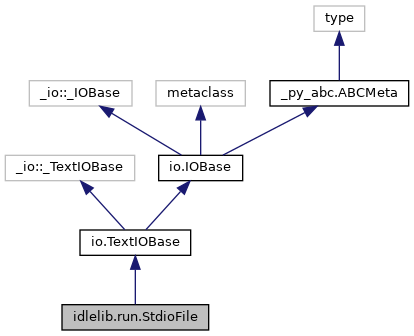 type
_io::_IOBase
metaclass
_py_abc.ABCMeta
_io::_TextIOBase
io.IOBase
io.TextIOBase
idlelib.run.StdioFile